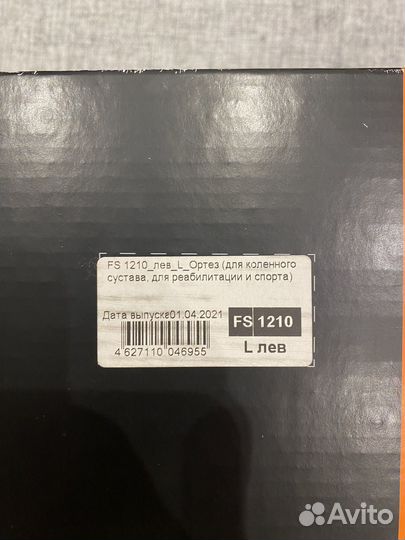 FS 1210_лев_L_Ортез (для коленного
сустава, для реабилитации и спорта)
Дата выпуска01.04.2021
FS 1210
4 627110 046955
L лев
Avito